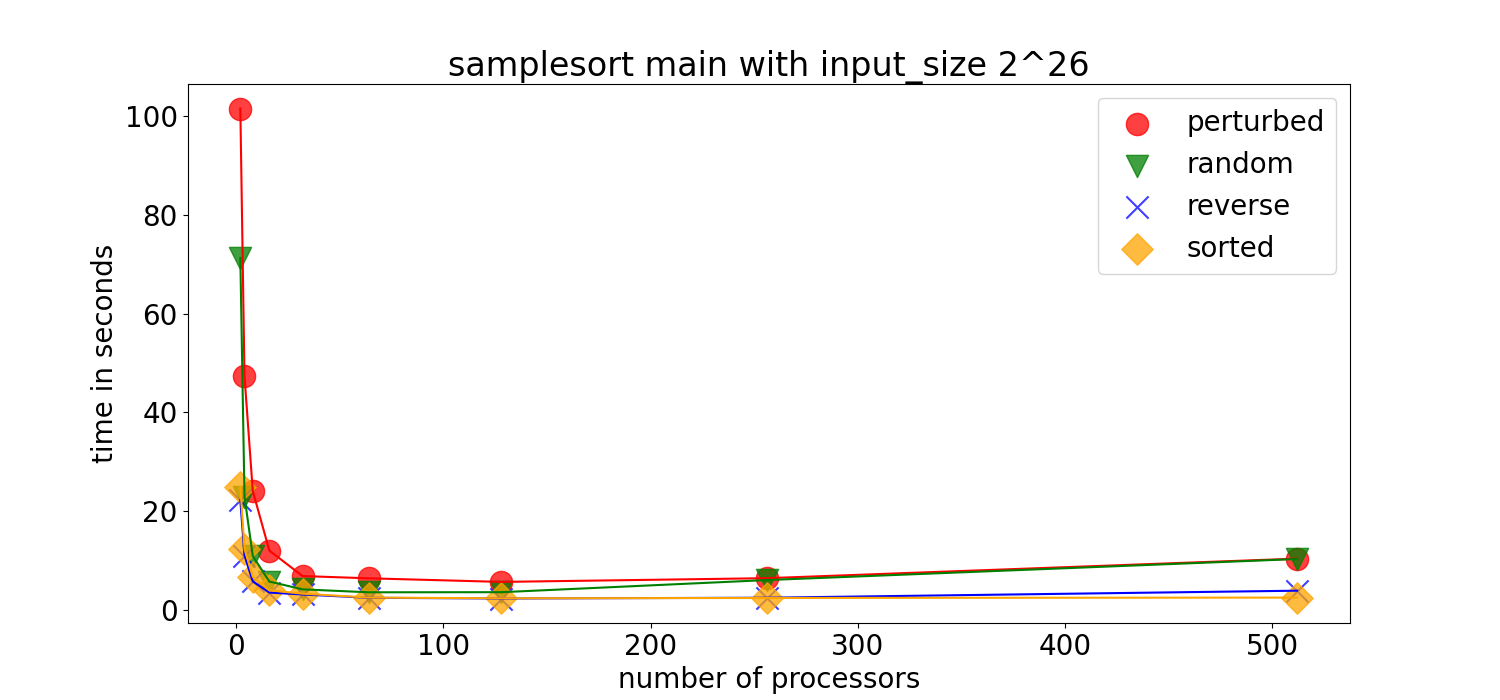 samplesort main with input_size 2^26
100
80
60
40
20
0
time in seconds
perturbed
random
reverse
sorted
0 100 200 300 400 500
number of processors